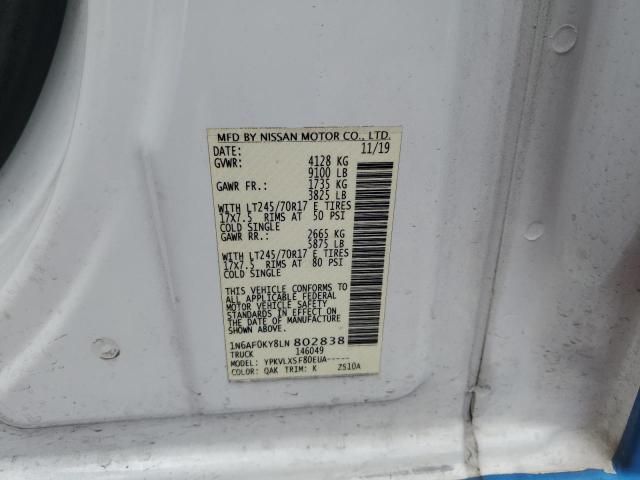 MFD BY NISSAN MOTOR CO., LTD.
DATE: 11/19
GVWR: 4128 KG
9100 LB
GAWR FR.: 1735 KG
3825 LB
WITH LT245/70R17 E TIRES
17X7.5 RIMS AT 50 PSI
COLD SINGLE
GAWR RR.: 2665 KG
5875 LB
WITH LT245/70R17 E TIRES
17X7.5 RIMS AT 80 PSI
COLD SINGLE
THIS VEHICLE CONFORMS TO
ALL APPLICABLE FEDERAL
MOTOR VEHICLE SAFETY
STANDARDS IN EFFECT ON
THE DATE OF MANUFACTURE
SHOWN ABOVE.
1N6AF0KY8LN 802838
TRUCK 146049
MODEL: YPKVLXSF80EUA-----
COLOR: QAK TRIM: K ZS10A